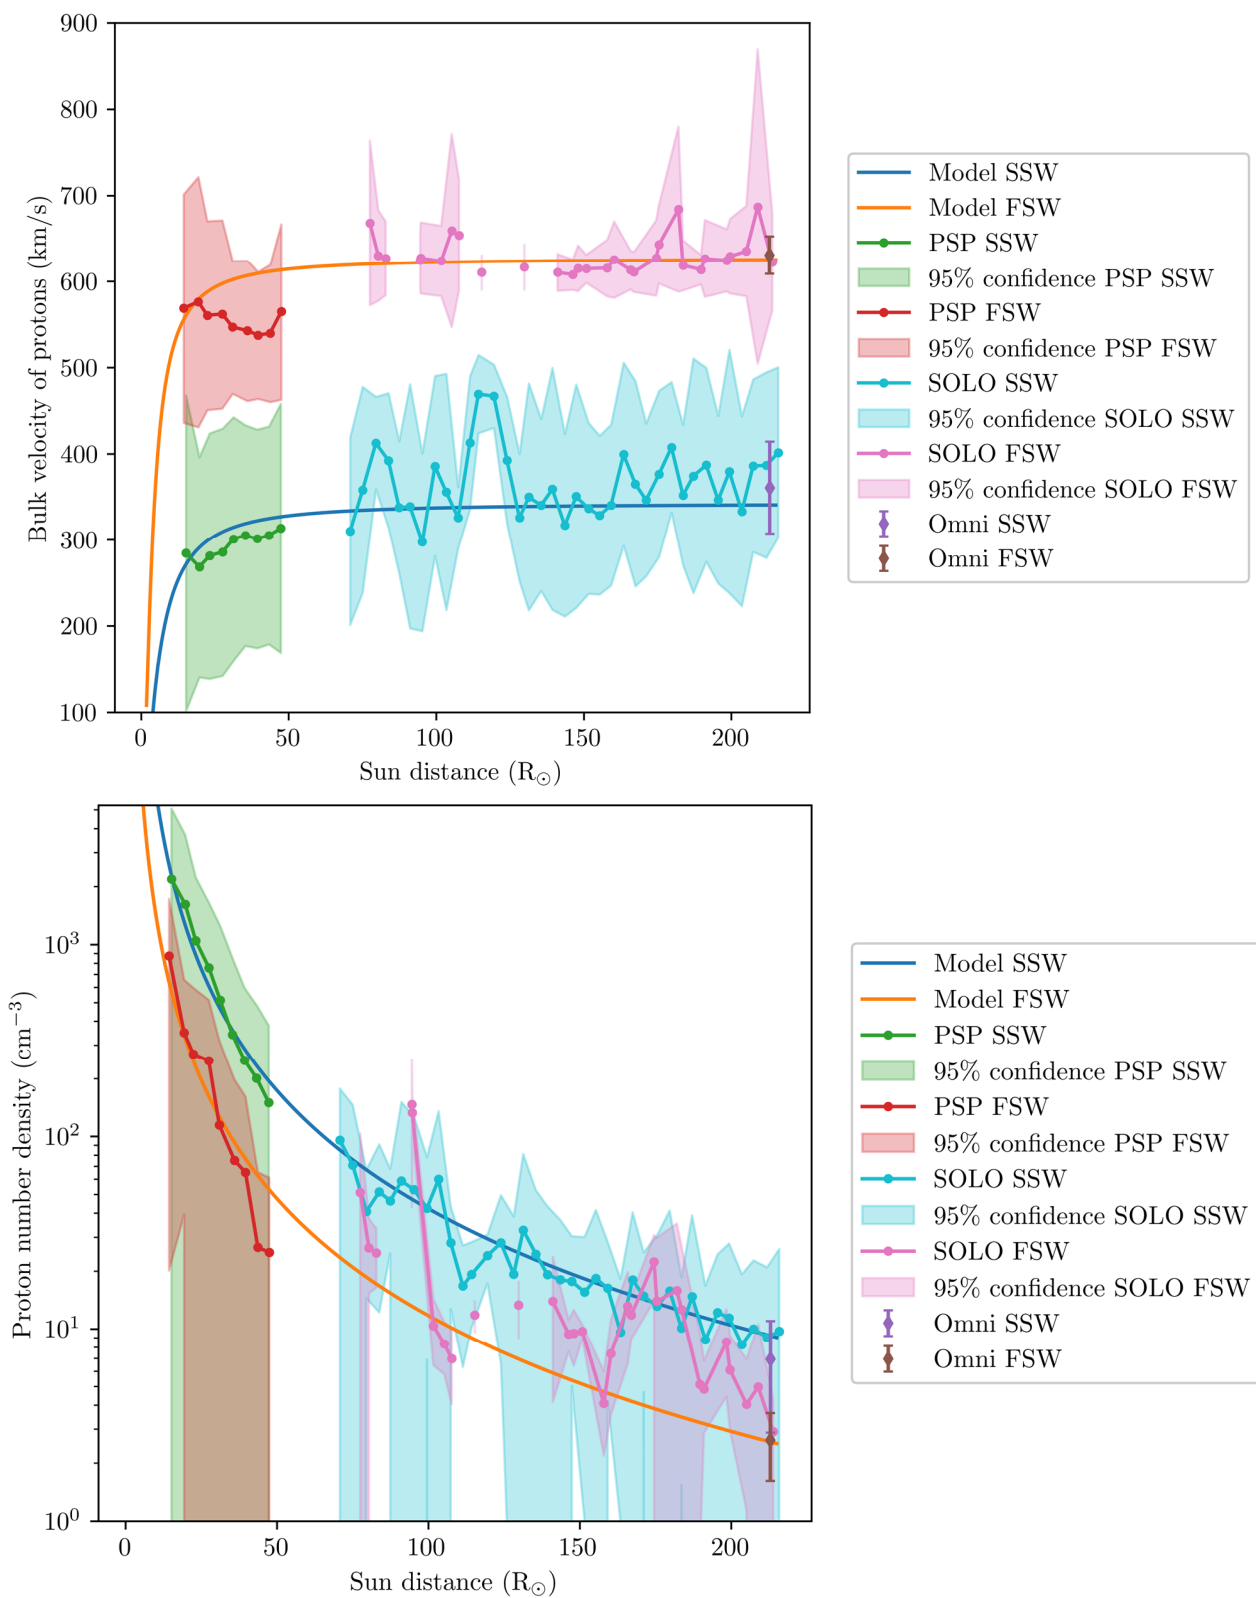 900
800
700
600
500
400
300
200
100
Bulk velocity of protons (km/s)
0 50 100 150 200
Sun distance (R☉)
Model SSW
Model FSW
PSP SSW
95% confidence PSP SSW
PSP FSW
95% confidence PSP FSW
SOLO SSW
95% confidence SOLO SSW
SOLO FSW
95% confidence SOLO FSW
Omni SSW
Omni FSW
10³
10²
10¹
10⁰
Proton number density (cm⁻³)
0 50 100 150 200
Sun distance (R☉)
Model SSW
Model FSW
PSP SSW
95% confidence PSP SSW
PSP FSW
95% confidence PSP FSW
SOLO SSW
95% confidence SOLO SSW
SOLO FSW
95% confidence SOLO FSW
Omni SSW
Omni FSW